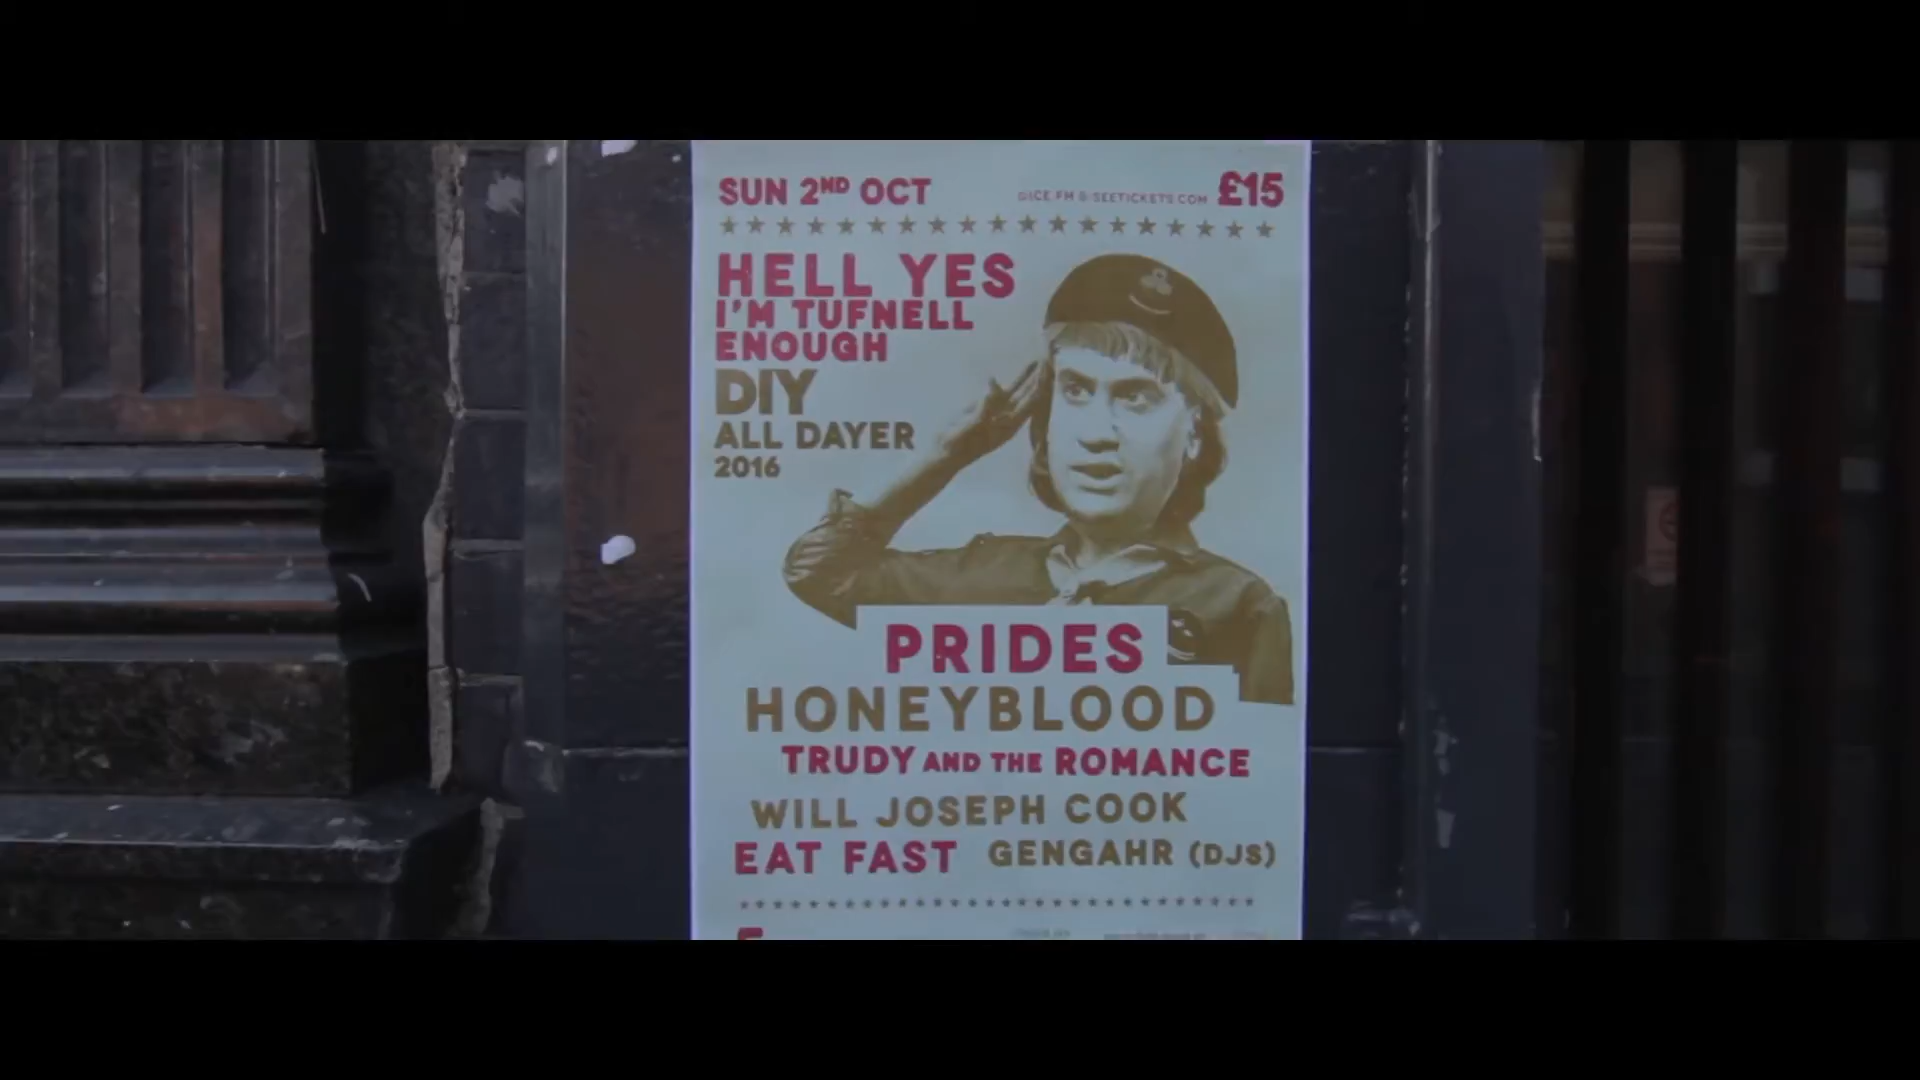 SUN 2ND OCT DICE.FM & SEETICKETS.COM £15
HELL YES
I'M TUFNELL
ENOUGH
DIY
ALL DAYER
2016
PRIDES
HONEYBLOOD
TRUDY AND THE ROMANCE
WILL JOSEPH COOK
EAT FAST GENGAHR (DJS)